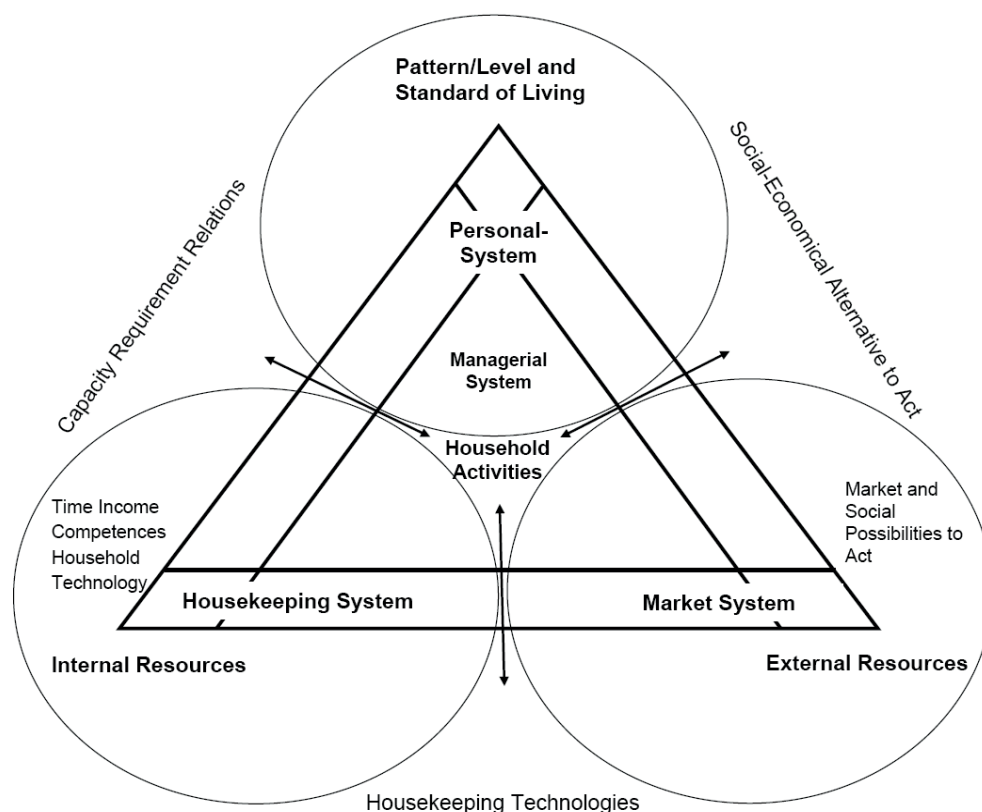 Pattern/Level and
Standard of Living
Social-Economical Alternative to Act
Capacity Requirement Relations
Personal-
System
Managerial
System
Household
Activities
Time Income
Competences
Household
Technology
Market and
Social
Possibilities to
Act
Housekeeping System
Market System
Internal Resources
External Resources
Housekeeping Technologies